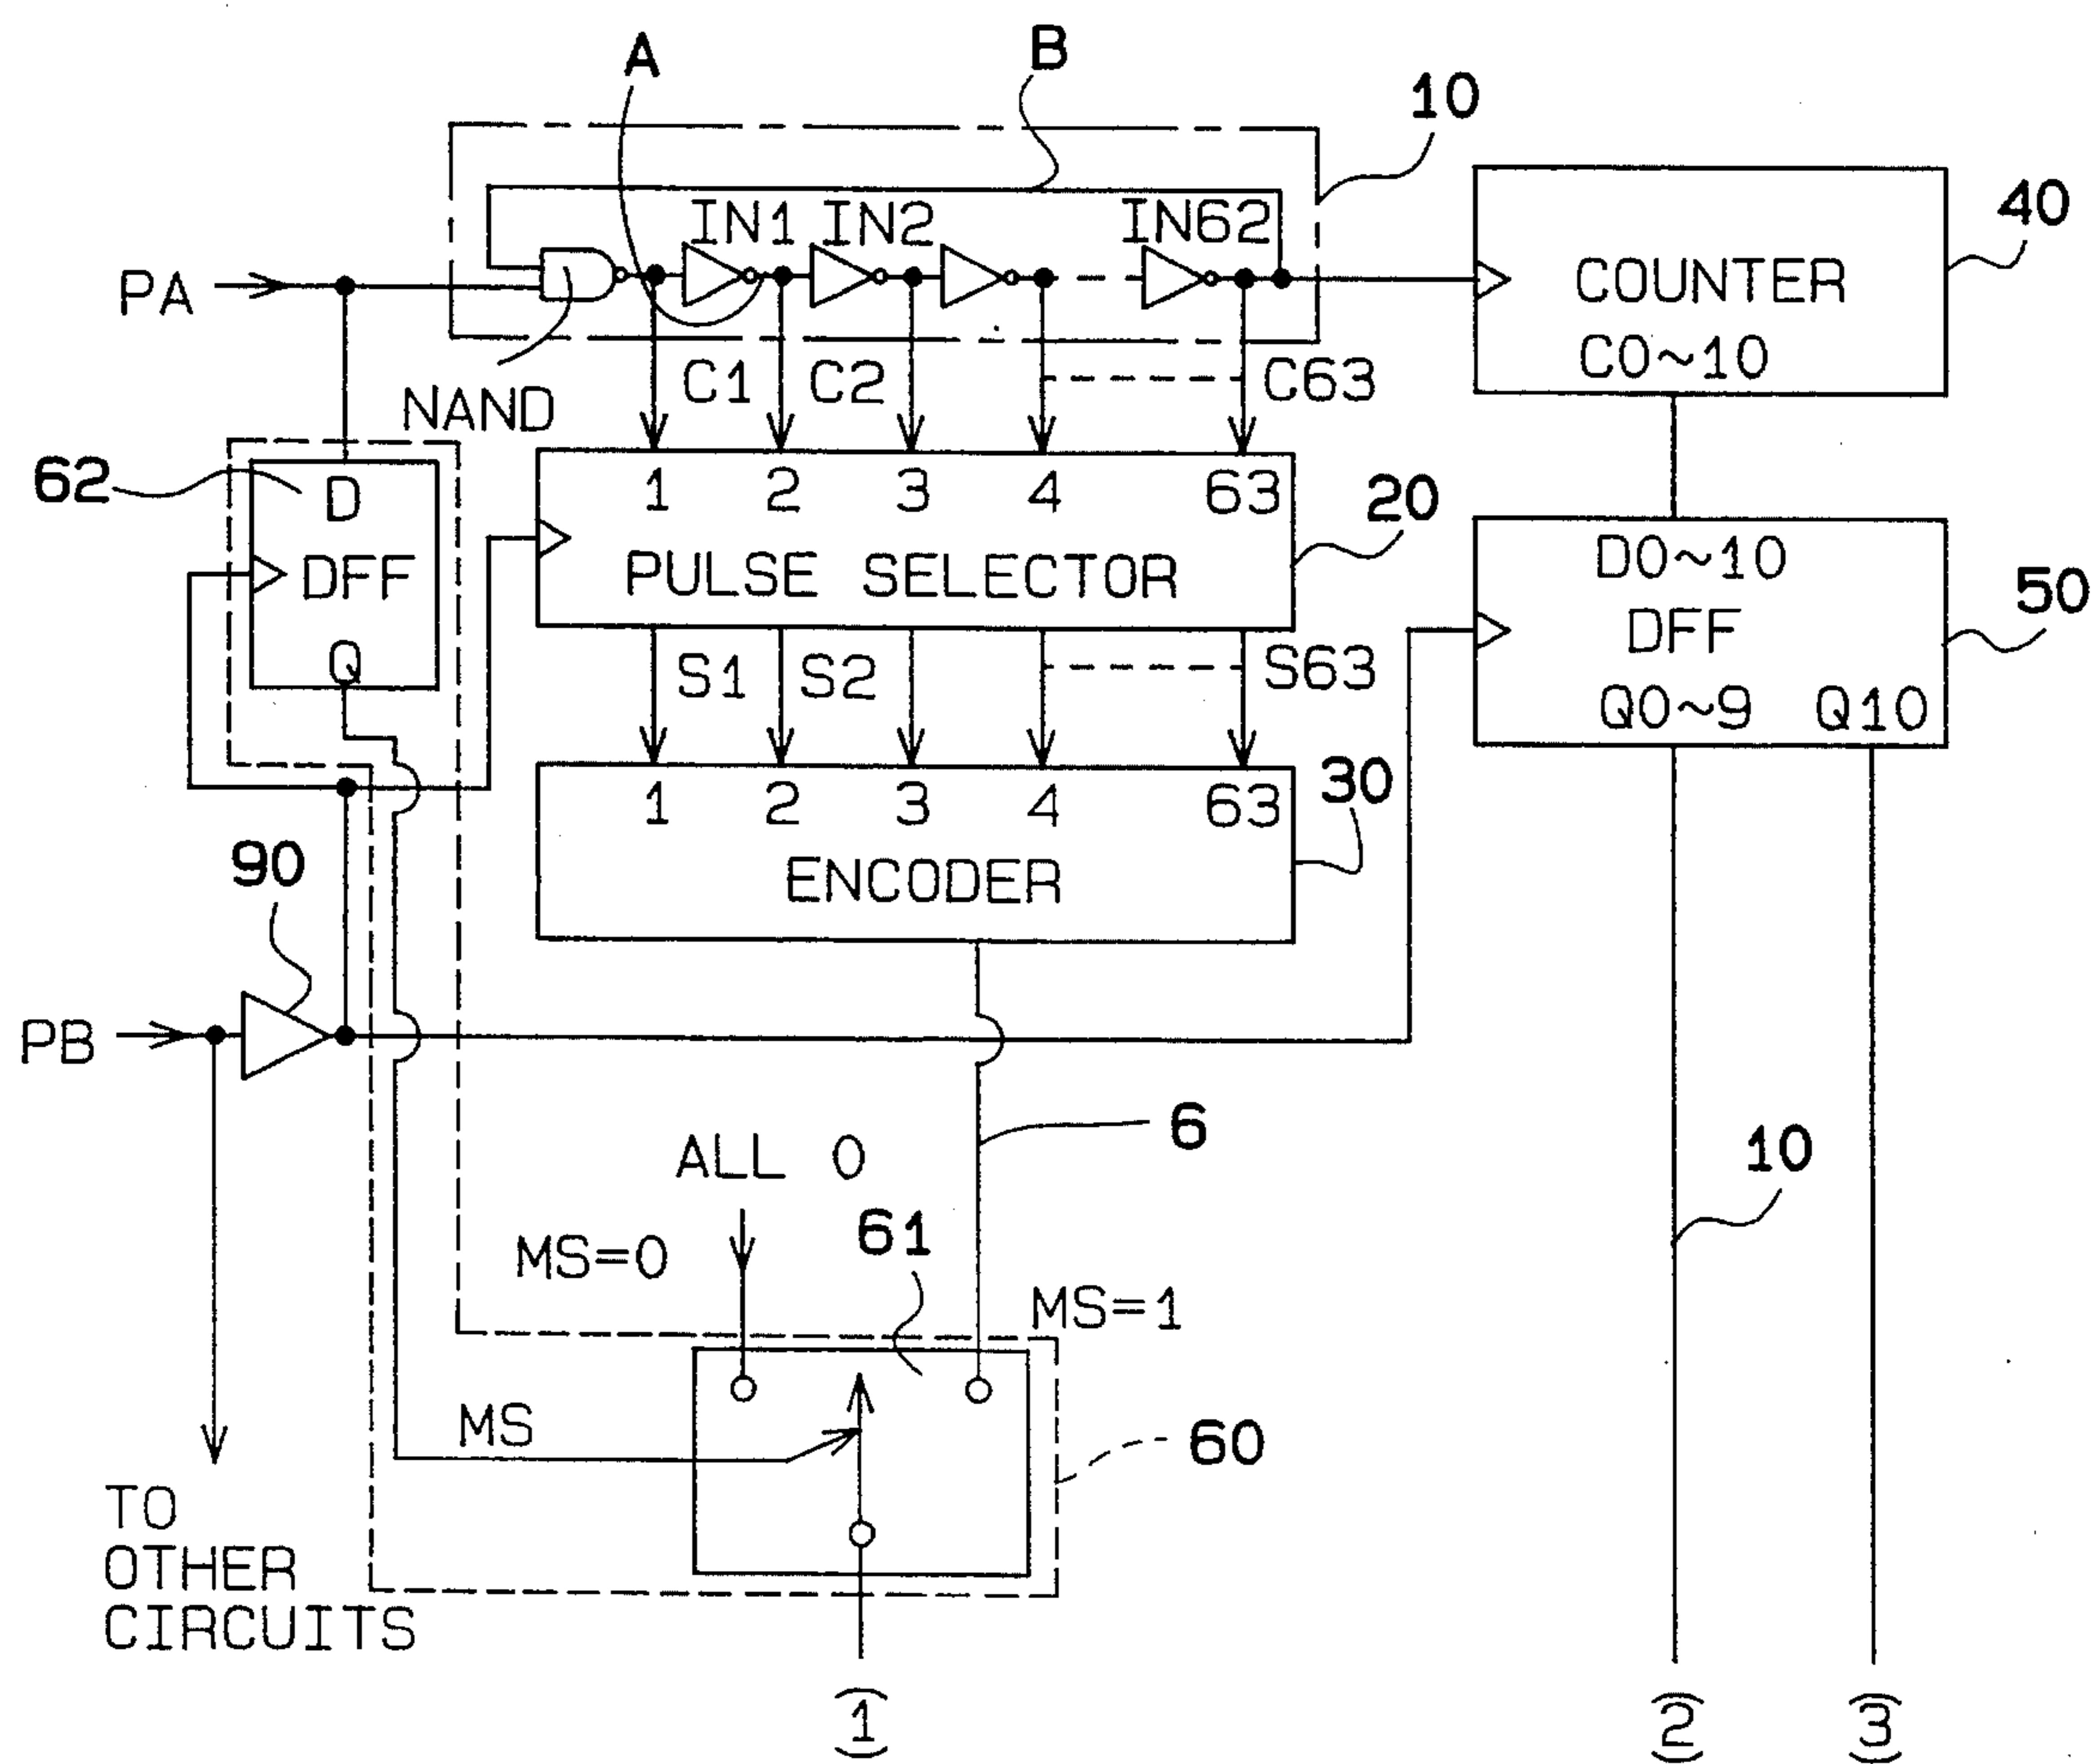 A
B
10
IN1
IN2
IN62
40
PA
COUNTER
C0~10
NAND
C1
C2
C63
62
D
DFF
Q
1
2
3
4
63
PULSE SELECTOR
20
D0~10
DFF
Q0~9
Q10
50
S1
S2
S63
1
2
3
4
63
ENCODER
30
90
PB
6
10
ALL 0
MS=0
61
MS=1
MS
60
TO
OTHER
CIRCUITS
(1)
(2)
(3)